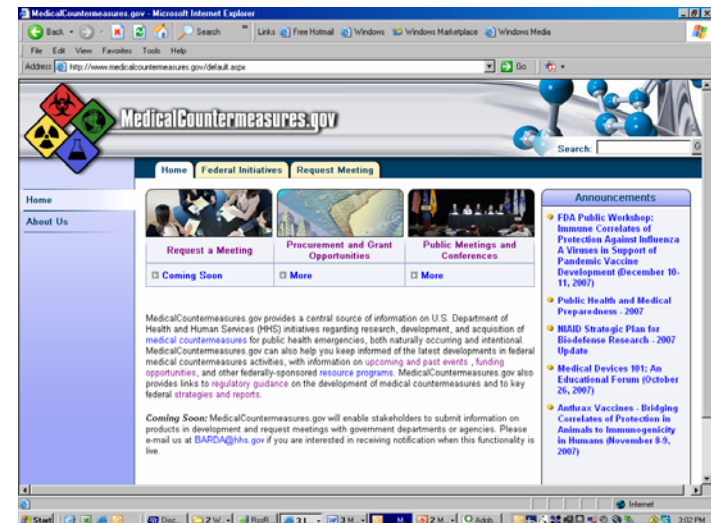 MedicalCountermeasures.gov - Microsoft Internet Explorer
Back
Search
Links
Free Hotmail
Windows
Windows Marketplace
Windows Media
File Edit View Favorites Tools Help
Address http://www.medicalcountermeasures.gov/default.aspx
Go
MedicalCountermeasures.gov
Search:
G
Home
Federal Initiatives
Request Meeting
Home
About Us
Request a Meeting
Coming Soon
Procurement and Grant
Opportunities
More
Public Meetings and
Conferences
More
MedicalCountermeasures.gov provides a central source of information on U.S. Department of
Health and Human Services (HHS) initiatives regarding research, development, and acquisition of
medical countermeasures for public health emergencies, both naturally occurring and intentional.
MedicalCountermeasures.gov can also help you keep informed of the latest developments in federal
medical countermeasures activities, with information on upcoming and past events , funding
opportunities, and other federally-sponsored resource programs. MedicalCountermeasures.gov also
provides links to regulatory guidance on the development of medical countermeasures and to key
federal strategies and reports.
Coming Soon: MedicalCountermeasures.gov will enable stakeholders to submit information on
products in development and request meetings with government departments or agencies. Please
e-mail us at BARDA@hhs.gov if you are interested in receiving notification when this functionality is
live.
Announcements
FDA Public Workshop:
Immune Correlates of
Protection Against Influenza
A Viruses in Support of
Pandemic Vaccine
Development (December 10-
11, 2007)
Public Health and Medical
Preparedness - 2007
NIAID Strategic Plan for
Biodefense Research - 2007
Update
Medical Devices 101: An
Educational Forum (October
26, 2007)
Anthrax Vaccines - Bridging
Correlates of Protection in
Animals to Immunogenicity
in Humans (November 8-9,
2007)
Internet
Start
3:02 PM